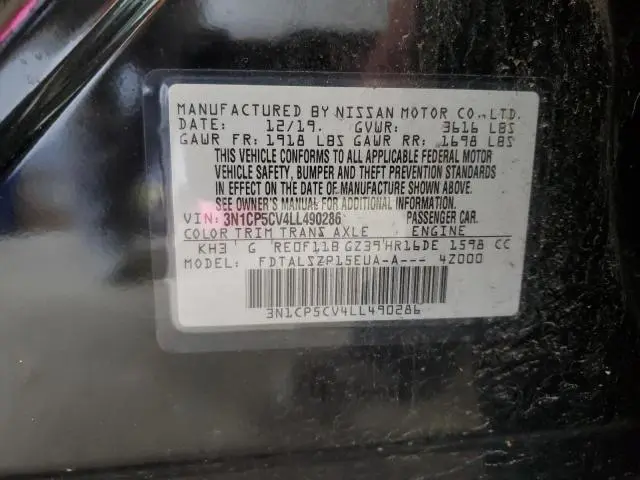 MANUFACTURED BY NISSAN MOTOR CO.,LTD.
DATE: 12/19. GVWR: 3616 LBS
GAWR FR: 1918 LBS GAWR RR: 1698 LBS
THIS VEHICLE CONFORMS TO ALL APPLICABLE FEDERAL MOTOR
VEHICLE SAFETY, BUMPER AND THEFT PREVENTION STANDARDS
IN EFFECT ON THE DATE OF MANUFACTURE SHOWN ABOVE.
SEE OWNER'S MANUAL FOR ADDITIONAL INFORMATION
VIN: 3N1CP5CV4LL490286 PASSENGER CAR.
COLOR TRIM TRANS AXLE ENGINE
KH3 G RE0F11B GZ39 HR16DE 1598 CC
MODEL: FDTALSZP15EUA-A--- 4Z000
3N1CP5CV4LL490286